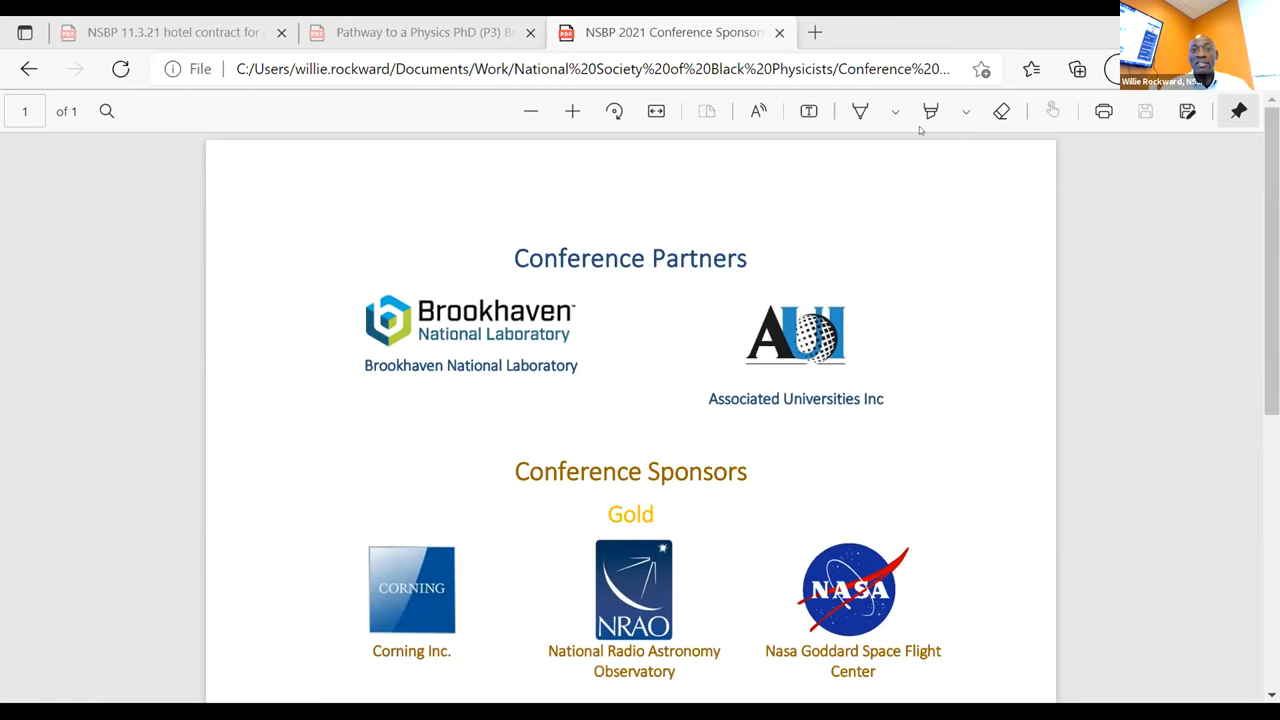 NSBP 11.3.21 hotel contract for
Pathway to a Physics PhD (P3) B
NSBP 2021 Conference Sponsors
File
C:/Users/willie.rockward/Documents/Work/National%20Society%20of%20Black%20Physicists/Conference%20...
Willie Rockward, NS...
1 of 1
Conference Partners
Brookhaven™
National Laboratory
AUI
Brookhaven National Laboratory
Associated Universities Inc
Conference Sponsors
Gold
CORNING
NRAO
NASA
Corning Inc.
National Radio Astronomy
Observatory
Nasa Goddard Space Flight
Center